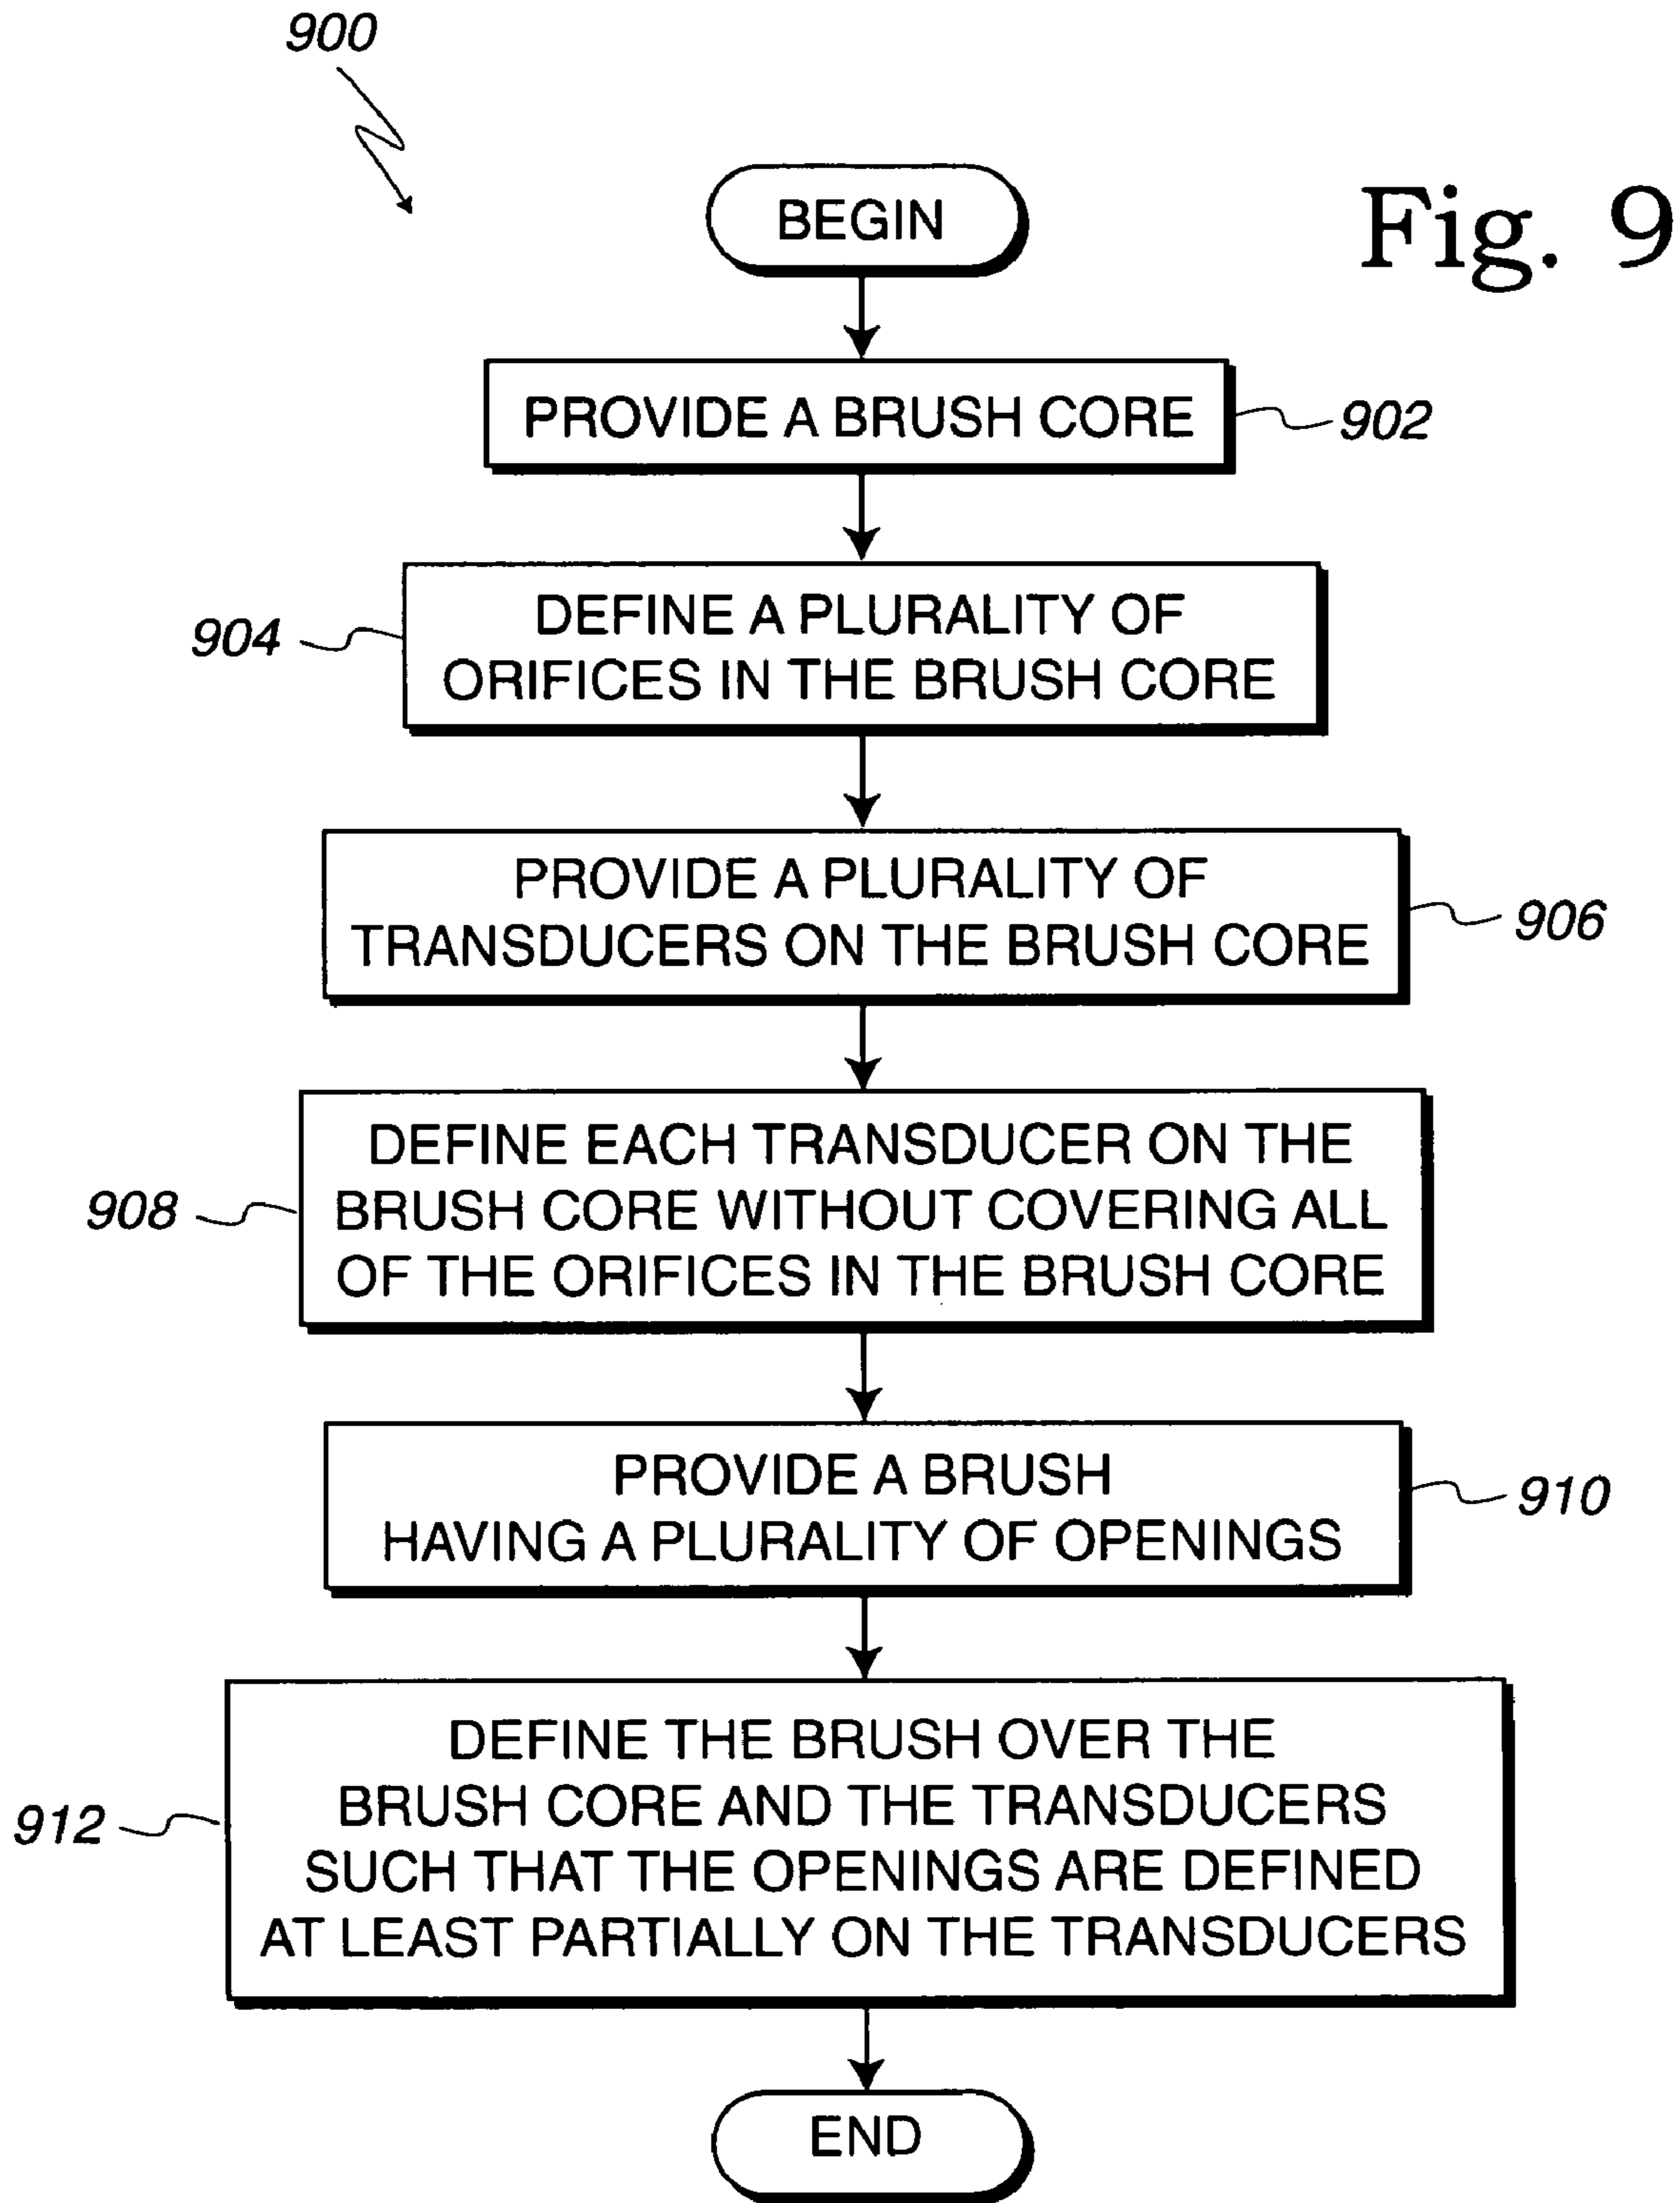 900
Fig. 9
BEGIN
PROVIDE A BRUSH CORE
902
904
DEFINE A PLURALITY OF
ORIFICES IN THE BRUSH CORE
PROVIDE A PLURALITY OF
TRANSDUCERS ON THE BRUSH CORE
906
908
DEFINE EACH TRANSDUCER ON THE
BRUSH CORE WITHOUT COVERING ALL
OF THE ORIFICES IN THE BRUSH CORE
PROVIDE A BRUSH
HAVING A PLURALITY OF OPENINGS
910
912
DEFINE THE BRUSH OVER THE
BRUSH CORE AND THE TRANSDUCERS
SUCH THAT THE OPENINGS ARE DEFINED
AT LEAST PARTIALLY ON THE TRANSDUCERS
END